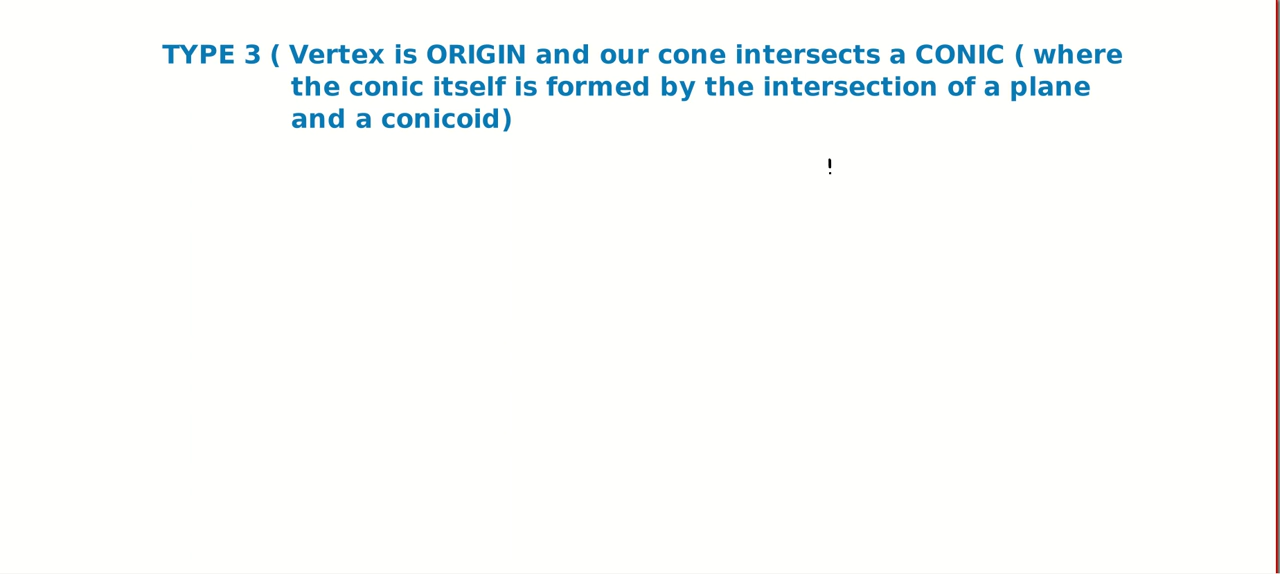 TYPE 3 ( Vertex is ORIGIN and our cone intersects a CONIC ( where
the conic itself is formed by the intersection of a plane
and a conicoid)
!